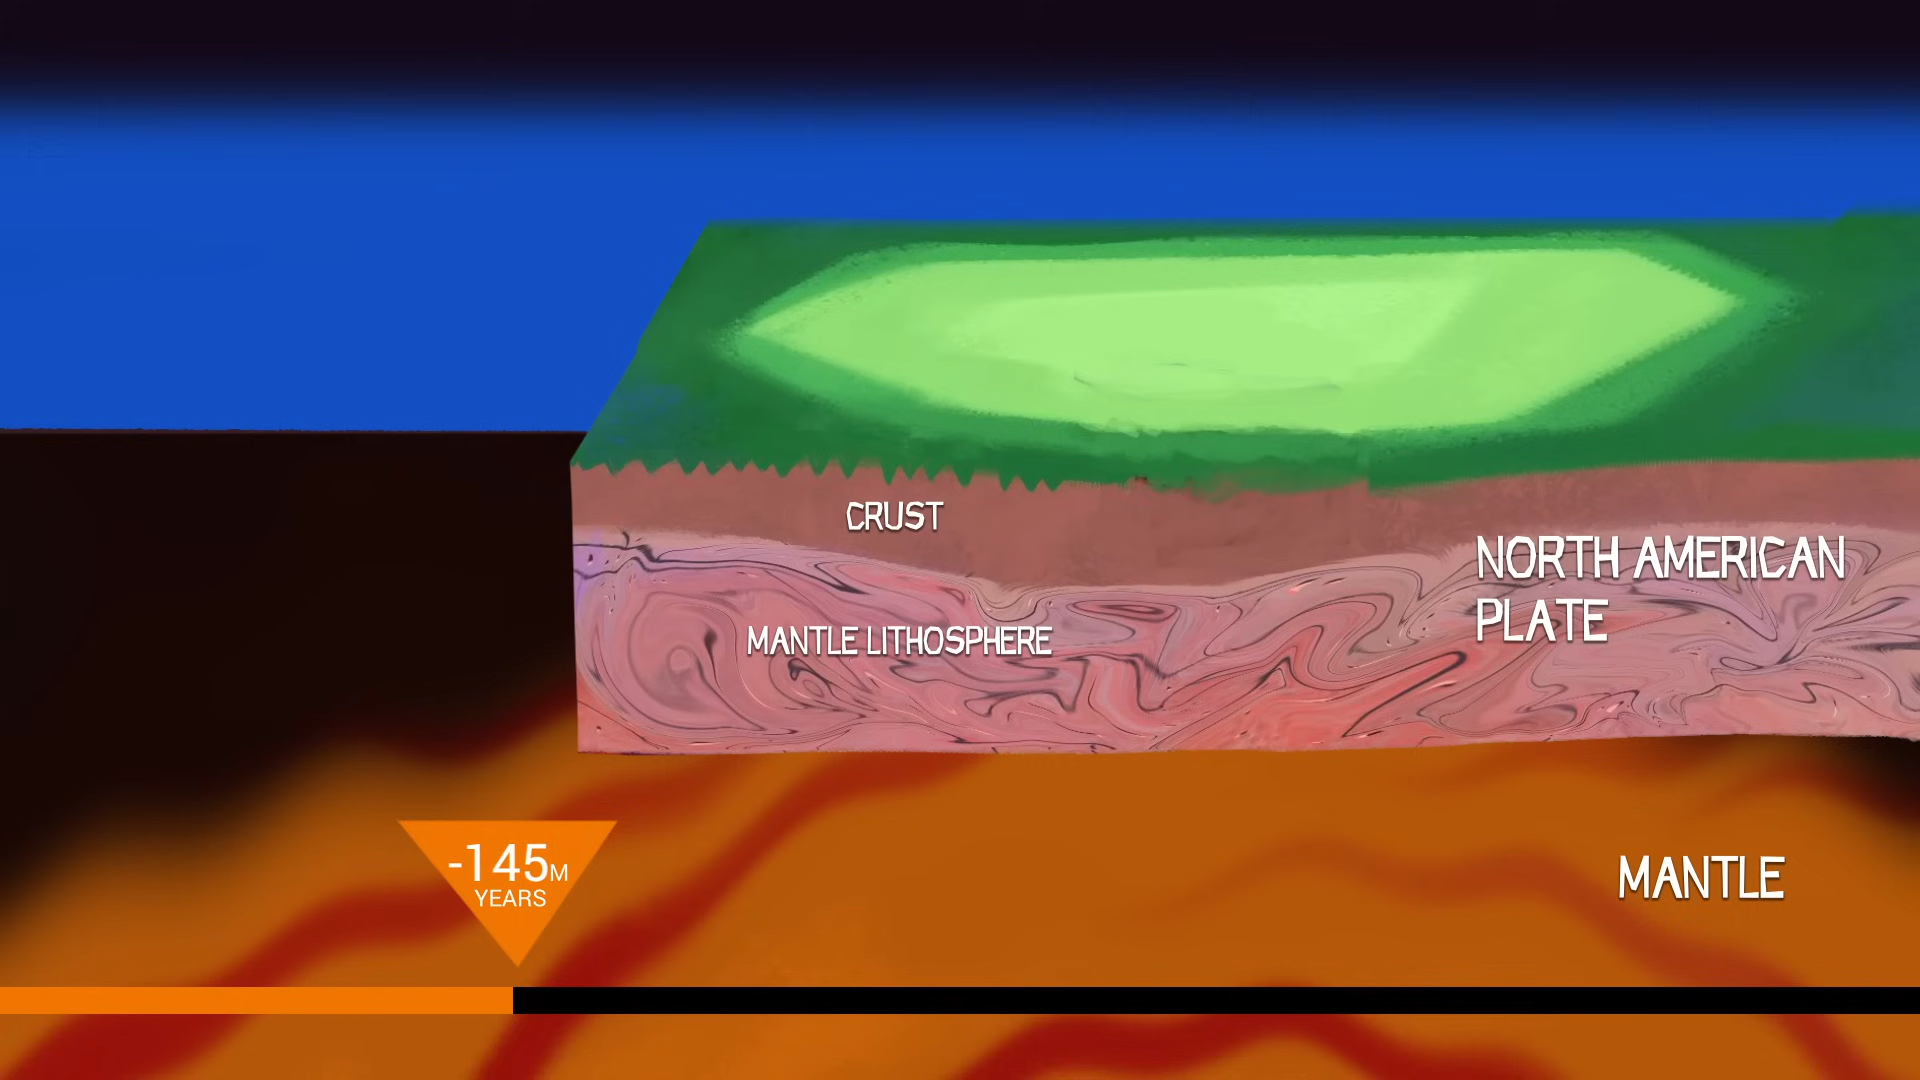 CRUST
NORTH AMERICAN
PLATE
MANTLE LITHOSPHERE
MANTLE
-145M
YEARS